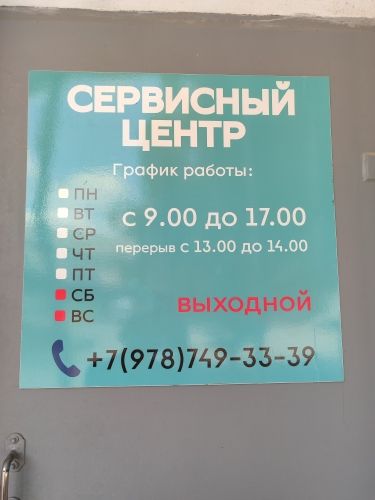 СЕРВИСНЫЙ
ЦЕНТР
График работы:
ПН
ВТ
СР
ЧТ
ПТ
СБ
ВС
с 9.00 до 17.00
перерыв с 13.00 до 14.00
выходной
+7(978)749-33-39